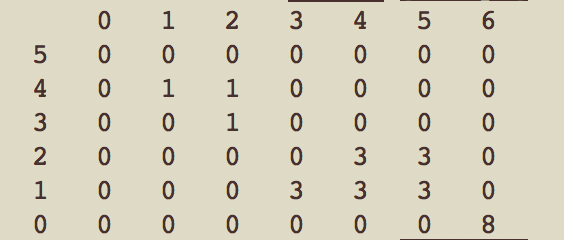 0 1 2 3 4 5 6
5 0 0 0 0 0 0 0
4 0 1 1 0 0 0 0
3 0 0 1 0 0 0 0
2 0 0 0 0 3 3 0
1 0 0 0 3 3 3 0
0 0 0 0 0 0 0 8